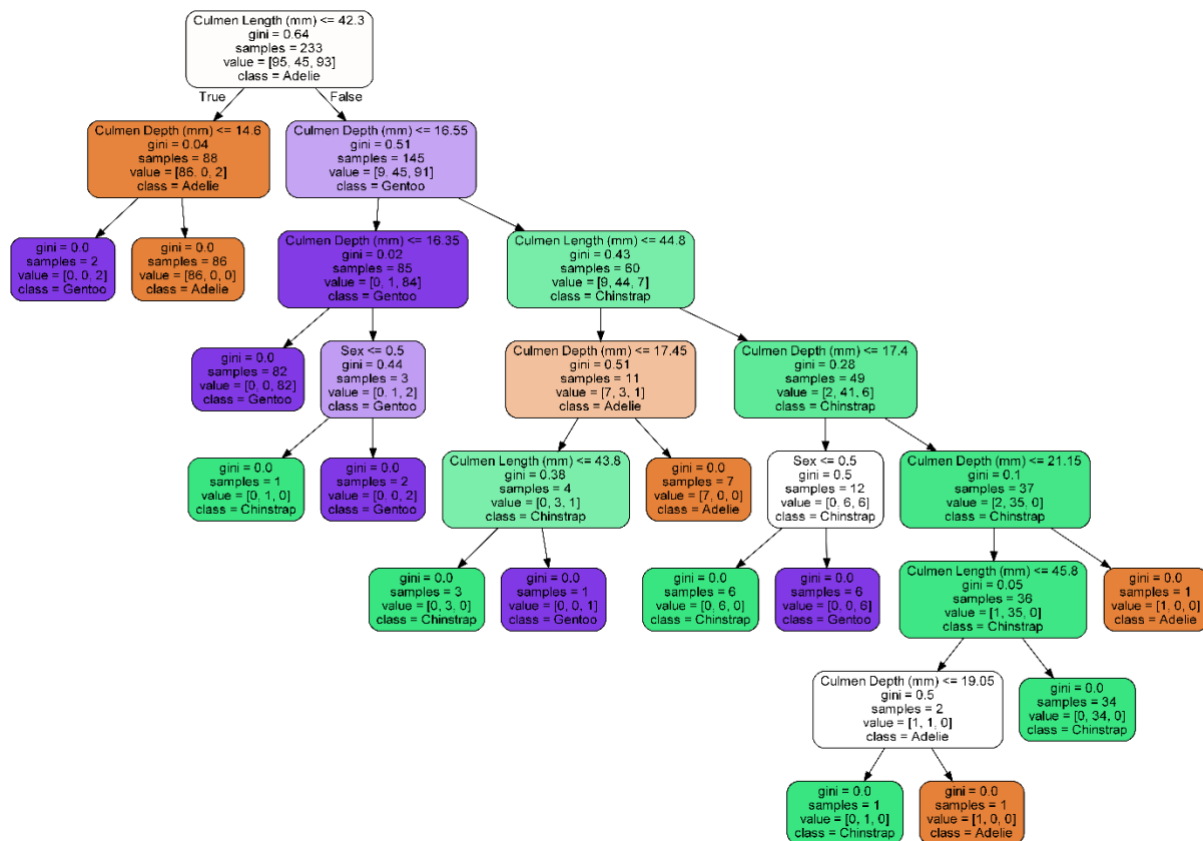 Culmen Length (mm) <= 42.3
gini = 0.64
samples = 233
value = [95, 45, 93]
class = Adelie
True
False
Culmen Depth (mm) <= 14.6
gini = 0.04
samples = 88
value = [86, 0, 2]
class = Adelie
Culmen Depth (mm) <= 16.55
gini = 0.51
samples = 145
value = [9, 45, 91]
class = Gentoo
gini = 0.0
samples = 2
value = [0, 0, 2]
class = Gentoo
gini = 0.0
samples = 86
value = [86, 0, 0]
class = Adelie
Culmen Depth (mm) <= 16.35
gini = 0.02
samples = 85
value = [0, 1, 84]
class = Gentoo
Culmen Length (mm) <= 44.8
gini = 0.43
samples = 60
value = [9, 44, 7]
class = Chinstrap
gini = 0.0
samples = 82
value = [0, 0, 82]
class = Gentoo
Sex <= 0.5
gini = 0.44
samples = 3
value = [0, 1, 2]
class = Gentoo
Culmen Depth (mm) <= 17.45
gini = 0.51
samples = 11
value = [7, 3, 1]
class = Adelie
Culmen Depth (mm) <= 17.4
gini = 0.28
samples = 49
value = [2, 41, 6]
class = Chinstrap
gini = 0.0
samples = 1
value = [0, 1, 0]
class = Chinstrap
gini = 0.0
samples = 2
value = [0, 0, 2]
class = Gentoo
Culmen Length (mm) <= 43.8
gini = 0.38
samples = 4
value = [0, 3, 1]
class = Chinstrap
gini = 0.0
samples = 7
value = [7, 0, 0]
class = Adelie
Sex <= 0.5
gini = 0.5
samples = 12
value = [0, 6, 6]
class = Chinstrap
Culmen Depth (mm) <= 21.15
gini = 0.1
samples = 37
value = [2, 35, 0]
class = Chinstrap
gini = 0.0
samples = 3
value = [0, 3, 0]
class = Chinstrap
gini = 0.0
samples = 1
value = [0, 0, 1]
class = Gentoo
gini = 0.0
samples = 6
value = [0, 6, 0]
class = Chinstrap
gini = 0.0
samples = 6
value = [0, 0, 6]
class = Gentoo
Culmen Length (mm) <= 45.8
gini = 0.05
samples = 36
value = [1, 35, 0]
class = Chinstrap
gini = 0.0
samples = 1
value = [1, 0, 0]
class = Adelie
Culmen Depth (mm) <= 19.05
gini = 0.5
samples = 2
value = [1, 1, 0]
class = Adelie
gini = 0.0
samples = 34
value = [0, 34, 0]
class = Chinstrap
gini = 0.0
samples = 1
value = [0, 1, 0]
class = Chinstrap
gini = 0.0
samples = 1
value = [1, 0, 0]
class = Adelie